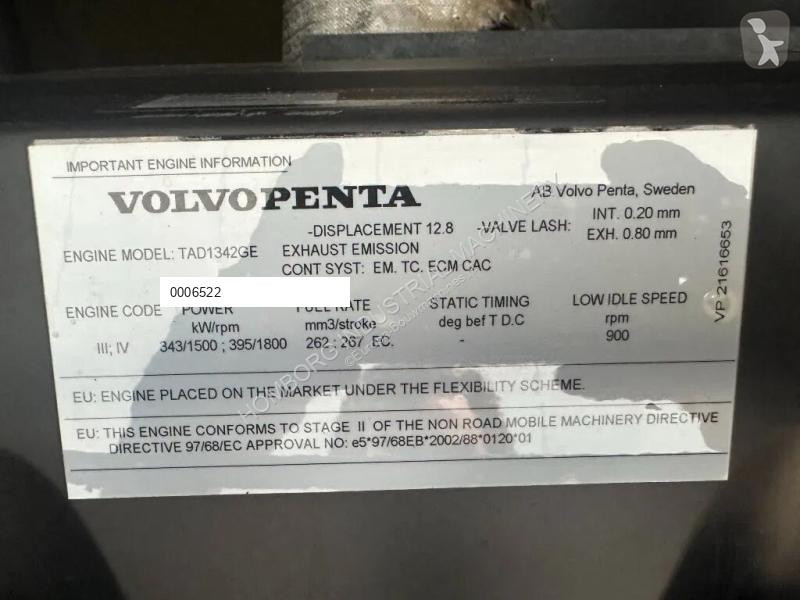 IMPORTANT ENGINE INFORMATION
VOLVO PENTA
AB Volvo Penta, Sweden
-DISPLACEMENT 12.8 -VALVE LASH: INT. 0.20 mm
EXH. 0.80 mm
ENGINE MODEL: TAD1342GE EXHAUST EMISSION
CONT SYST: EM. TC. ECM CAC
0006522
ENGINE CODE POWER FUEL RATE STATIC TIMING LOW IDLE SPEED
kW/rpm mm3/stroke deg bef T D.C rpm
III; IV 343/1500 ; 395/1800 262 ; 267 EC. - 900
EU: ENGINE PLACED ON THE MARKET UNDER THE FLEXIBILITY SCHEME.
EU: THIS ENGINE CONFORMS TO STAGE II OF THE NON ROAD MOBILE MACHINERY DIRECTIVE
DIRECTIVE 97/68/EC APPROVAL NO: e5*97/68EB*2002/88*0120*01
VP 21616653
HOMBORG INDUSTRIAL MACHINERY